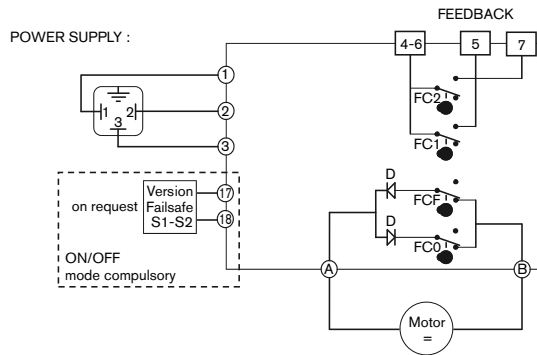 FEEDBACK
POWER SUPPLY :
4-6
5
7
1
2
3
1 2
3
FC2
FC1
17
18
on request
Version
Failsafe
S1-S2
ON/OFF
mode compulsory
D
FCF
D
FC0
A
B
Motor
=